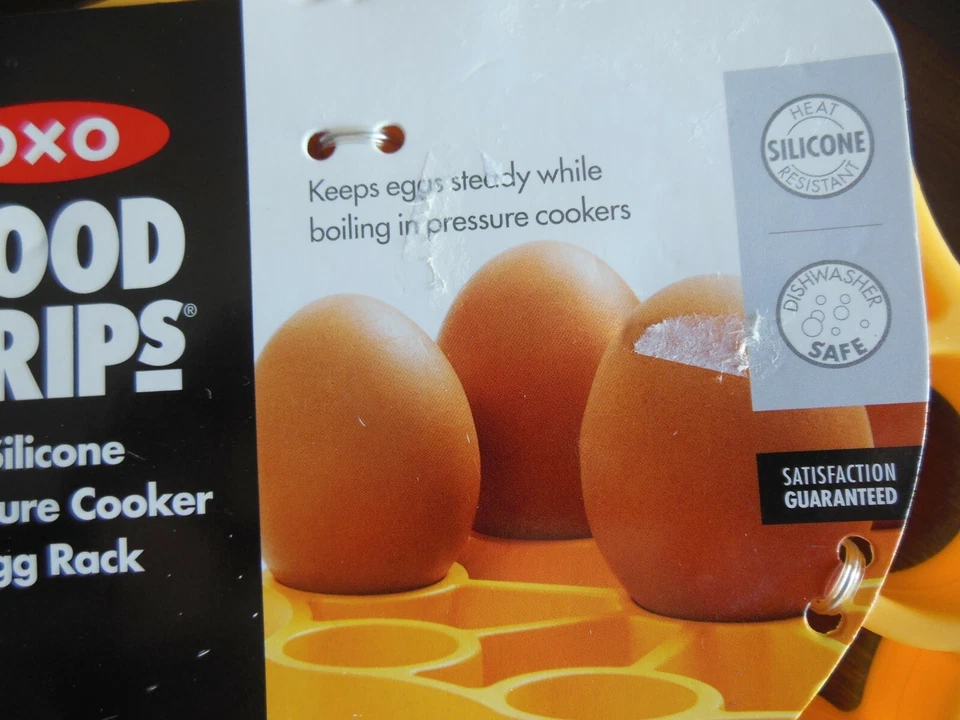 OXO
OOD
RIPS®
Silicone
ure Cooker
gg Rack
Keeps eggs steady while
boiling in pressure cookers
HEAT
SILICONE
RESISTANT
DISHWASHER
SAFE
SATISFACTION
GUARANTEED